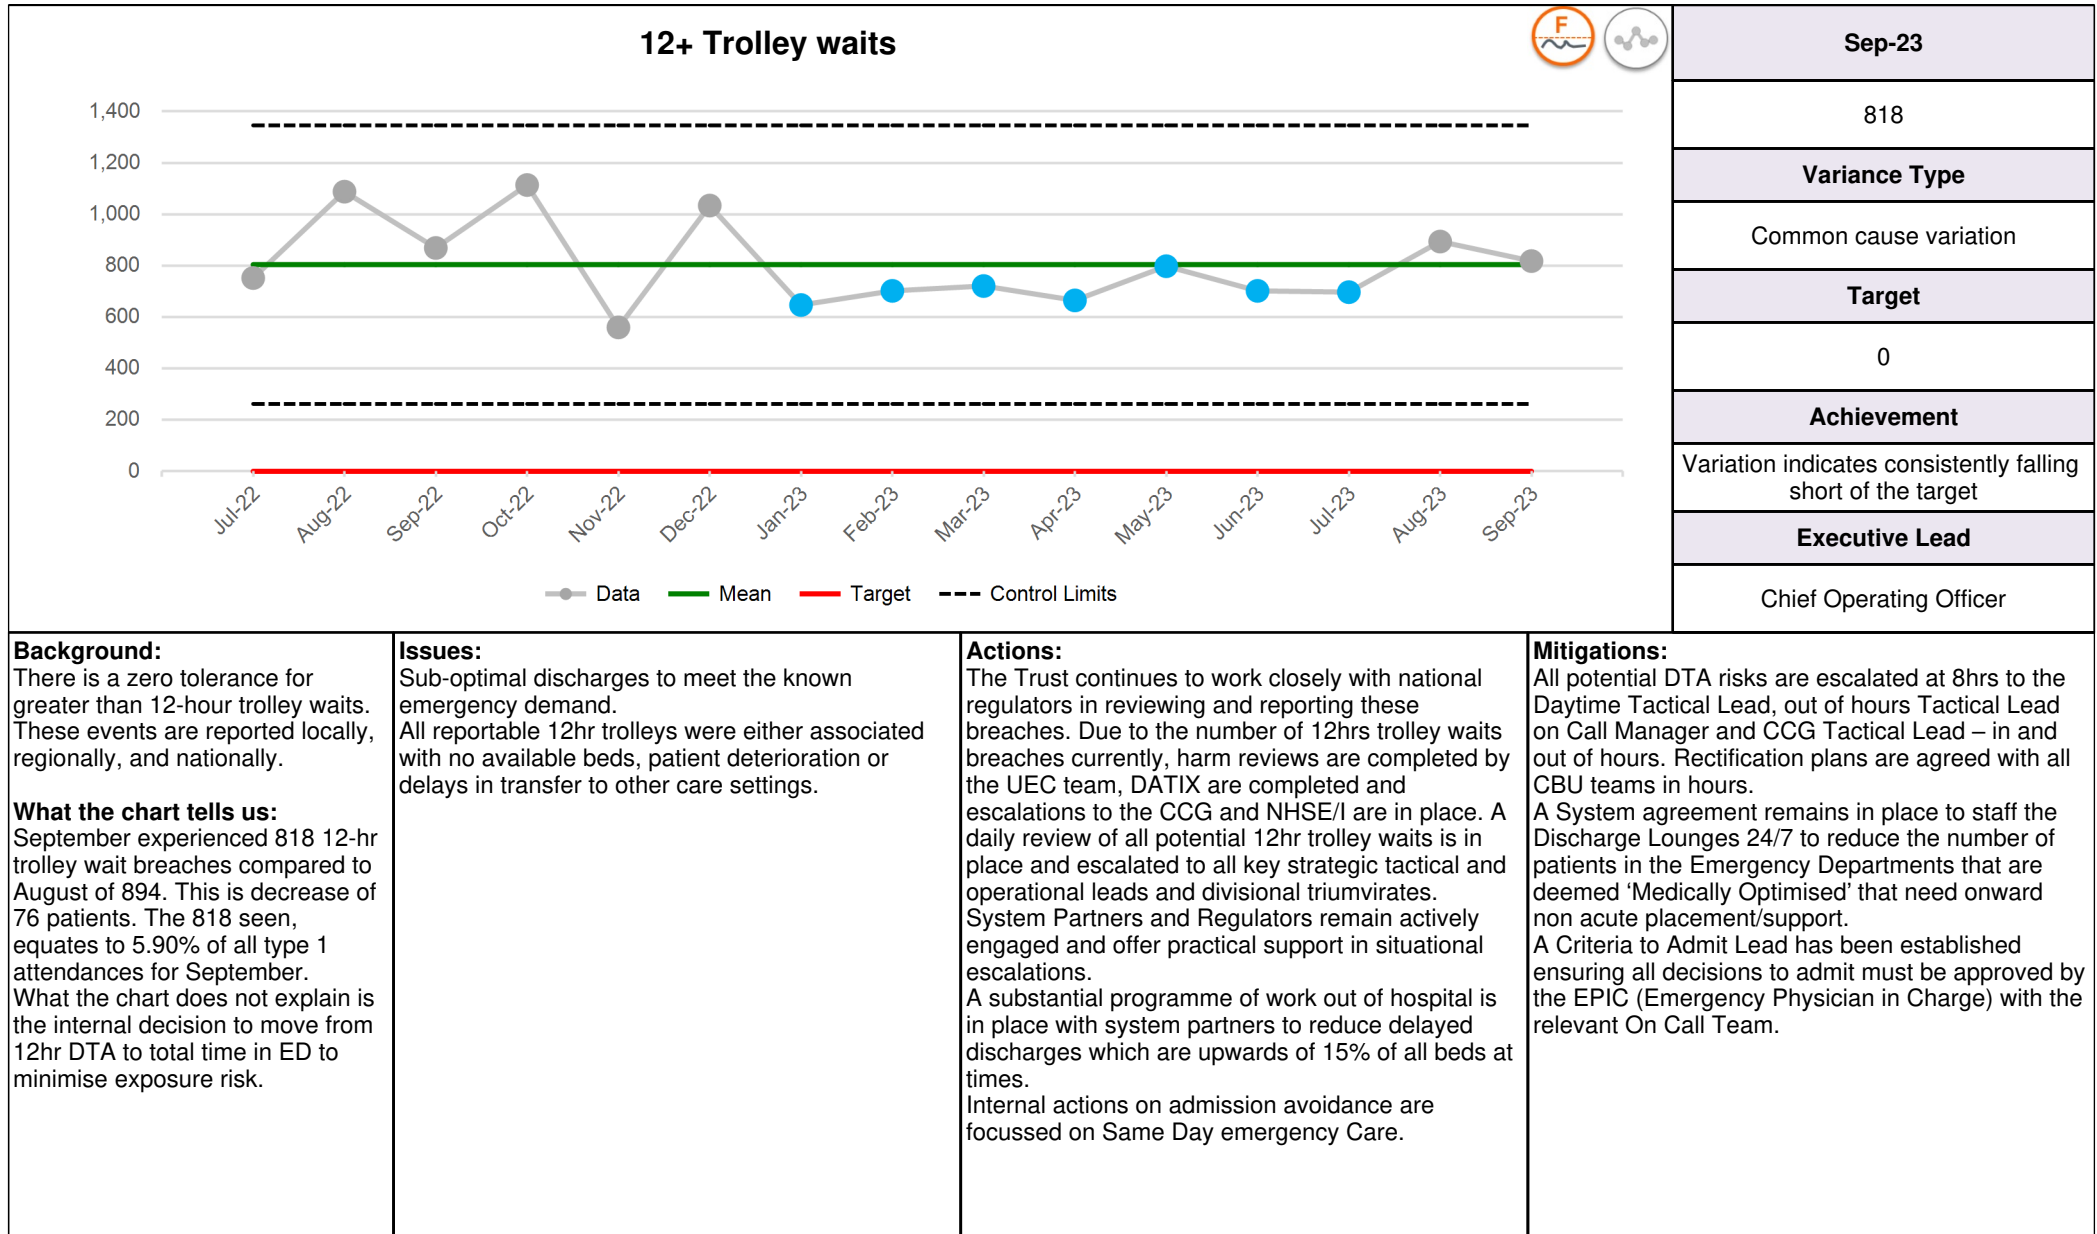 12+ Trolley waits
F
1,400
1,200
1,000
800
600
400
200
0
Jul-22
Aug-22
Sep-22
Oct-22
Nov-22
Dec-22
Jan-23
Feb-23
Mar-23
Apr-23
May-23
Jun-23
Jul-23
Aug-23
Sep-23
Data
Mean
Target
Control Limits
Sep-23
818
Variance Type
Common cause variation
Target
0
Achievement
Variation indicates consistently falling
short of the target
Executive Lead
Chief Operating Officer
Background:
There is a zero tolerance for
greater than 12-hour trolley waits.
These events are reported locally,
regionally, and nationally.
What the chart tells us:
September experienced 818 12-hr
trolley wait breaches compared to
August of 894. This is decrease of
76 patients. The 818 seen,
equates to 5.90% of all type 1
attendances for September.
What the chart does not explain is
the internal decision to move from
12hr DTA to total time in ED to
minimise exposure risk.
Issues:
Sub-optimal discharges to meet the known
emergency demand.
All reportable 12hr trolleys were either associated
with no available beds, patient deterioration or
delays in transfer to other care settings.
Actions:
The Trust continues to work closely with national
regulators in reviewing and reporting these
breaches. Due to the number of 12hrs trolley waits
breaches currently, harm reviews are completed by
the UEC team, DATIX are completed and
escalations to the CCG and NHSE/I are in place. A
daily review of all potential 12hr trolley waits is in
place and escalated to all key strategic tactical and
operational leads and divisional triumvirates.
System Partners and Regulators remain actively
engaged and offer practical support in situational
escalations.
A substantial programme of work out of hospital is
in place with system partners to reduce delayed
discharges which are upwards of 15% of all beds at
times.
Internal actions on admission avoidance are
focussed on Same Day emergency Care.
Mitigations:
All potential DTA risks are escalated at 8hrs to the
Daytime Tactical Lead, out of hours Tactical Lead
on Call Manager and CCG Tactical Lead – in and
out of hours. Rectification plans are agreed with all
CBU teams in hours.
A System agreement remains in place to staff the
Discharge Lounges 24/7 to reduce the number of
patients in the Emergency Departments that are
deemed ‘Medically Optimised’ that need onward
non acute placement/support.
A Criteria to Admit Lead has been established
ensuring all decisions to admit must be approved by
the EPIC (Emergency Physician in Charge) with the
relevant On Call Team.